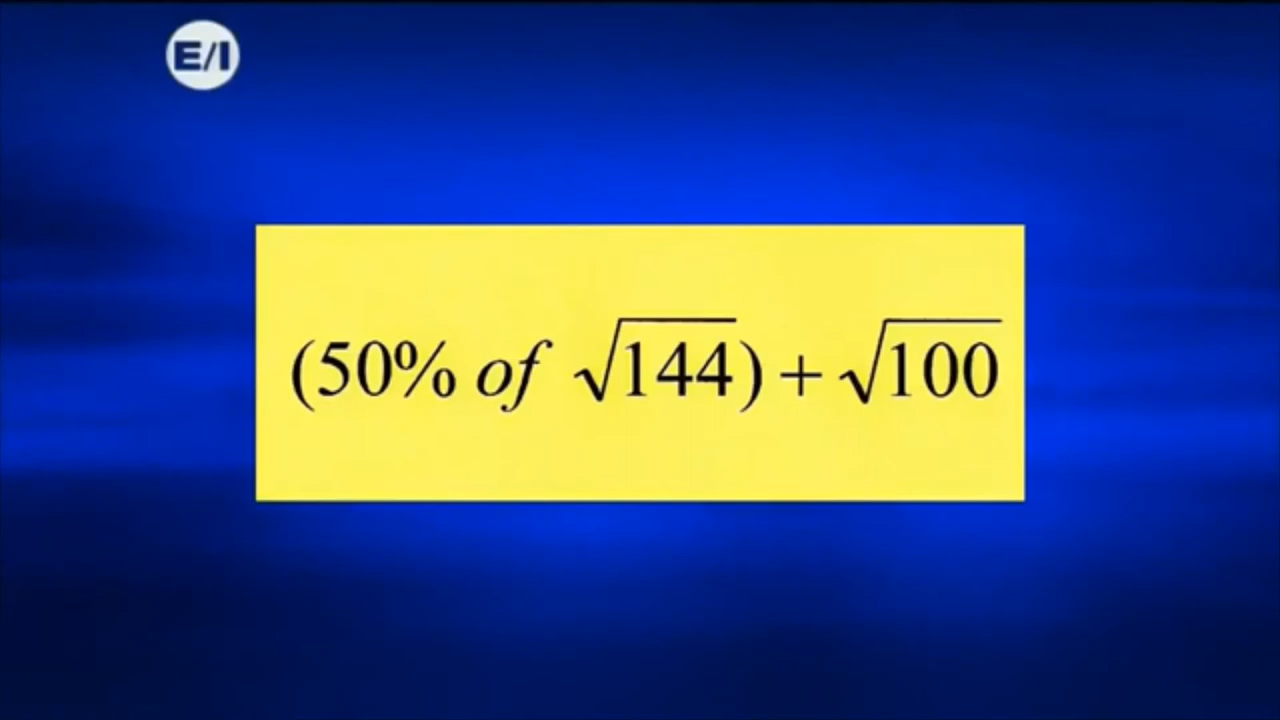 E/I
(50% of √144) + √100